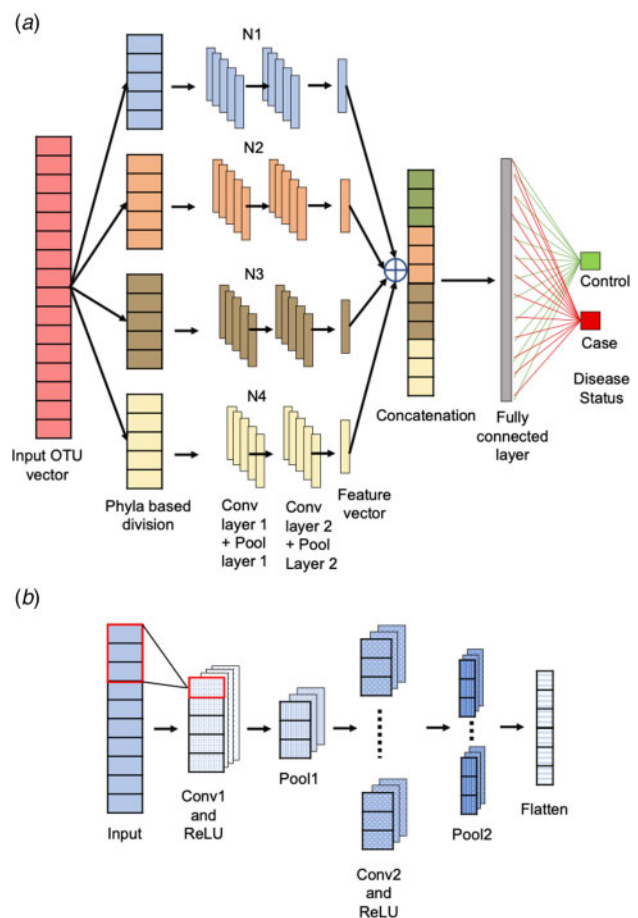 (a)
N1
N2
N3
N4
Input OTU
vector
Phyla based
division
Conv
layer 1
+ Pool
layer 1
Conv
layer 2
+ Pool
Layer 2
Feature
vector
Concatenation
Fully
connected
layer
Control
Case
Disease
Status
(b)
Input
Conv1
and
ReLU
Pool1
Conv2
and
ReLU
Pool2
Flatten